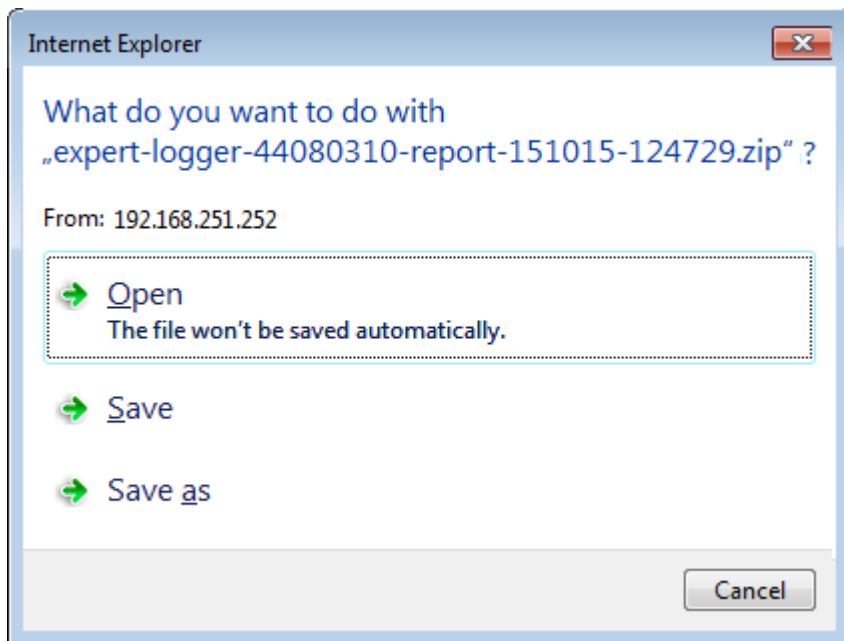 Internet Explorer
What do you want to do with
„expert-logger-44080310-report-151015-124729.zip“ ?
From: 192.168.251.252
Open
The file won't be saved automatically.
Save
Save as
Cancel